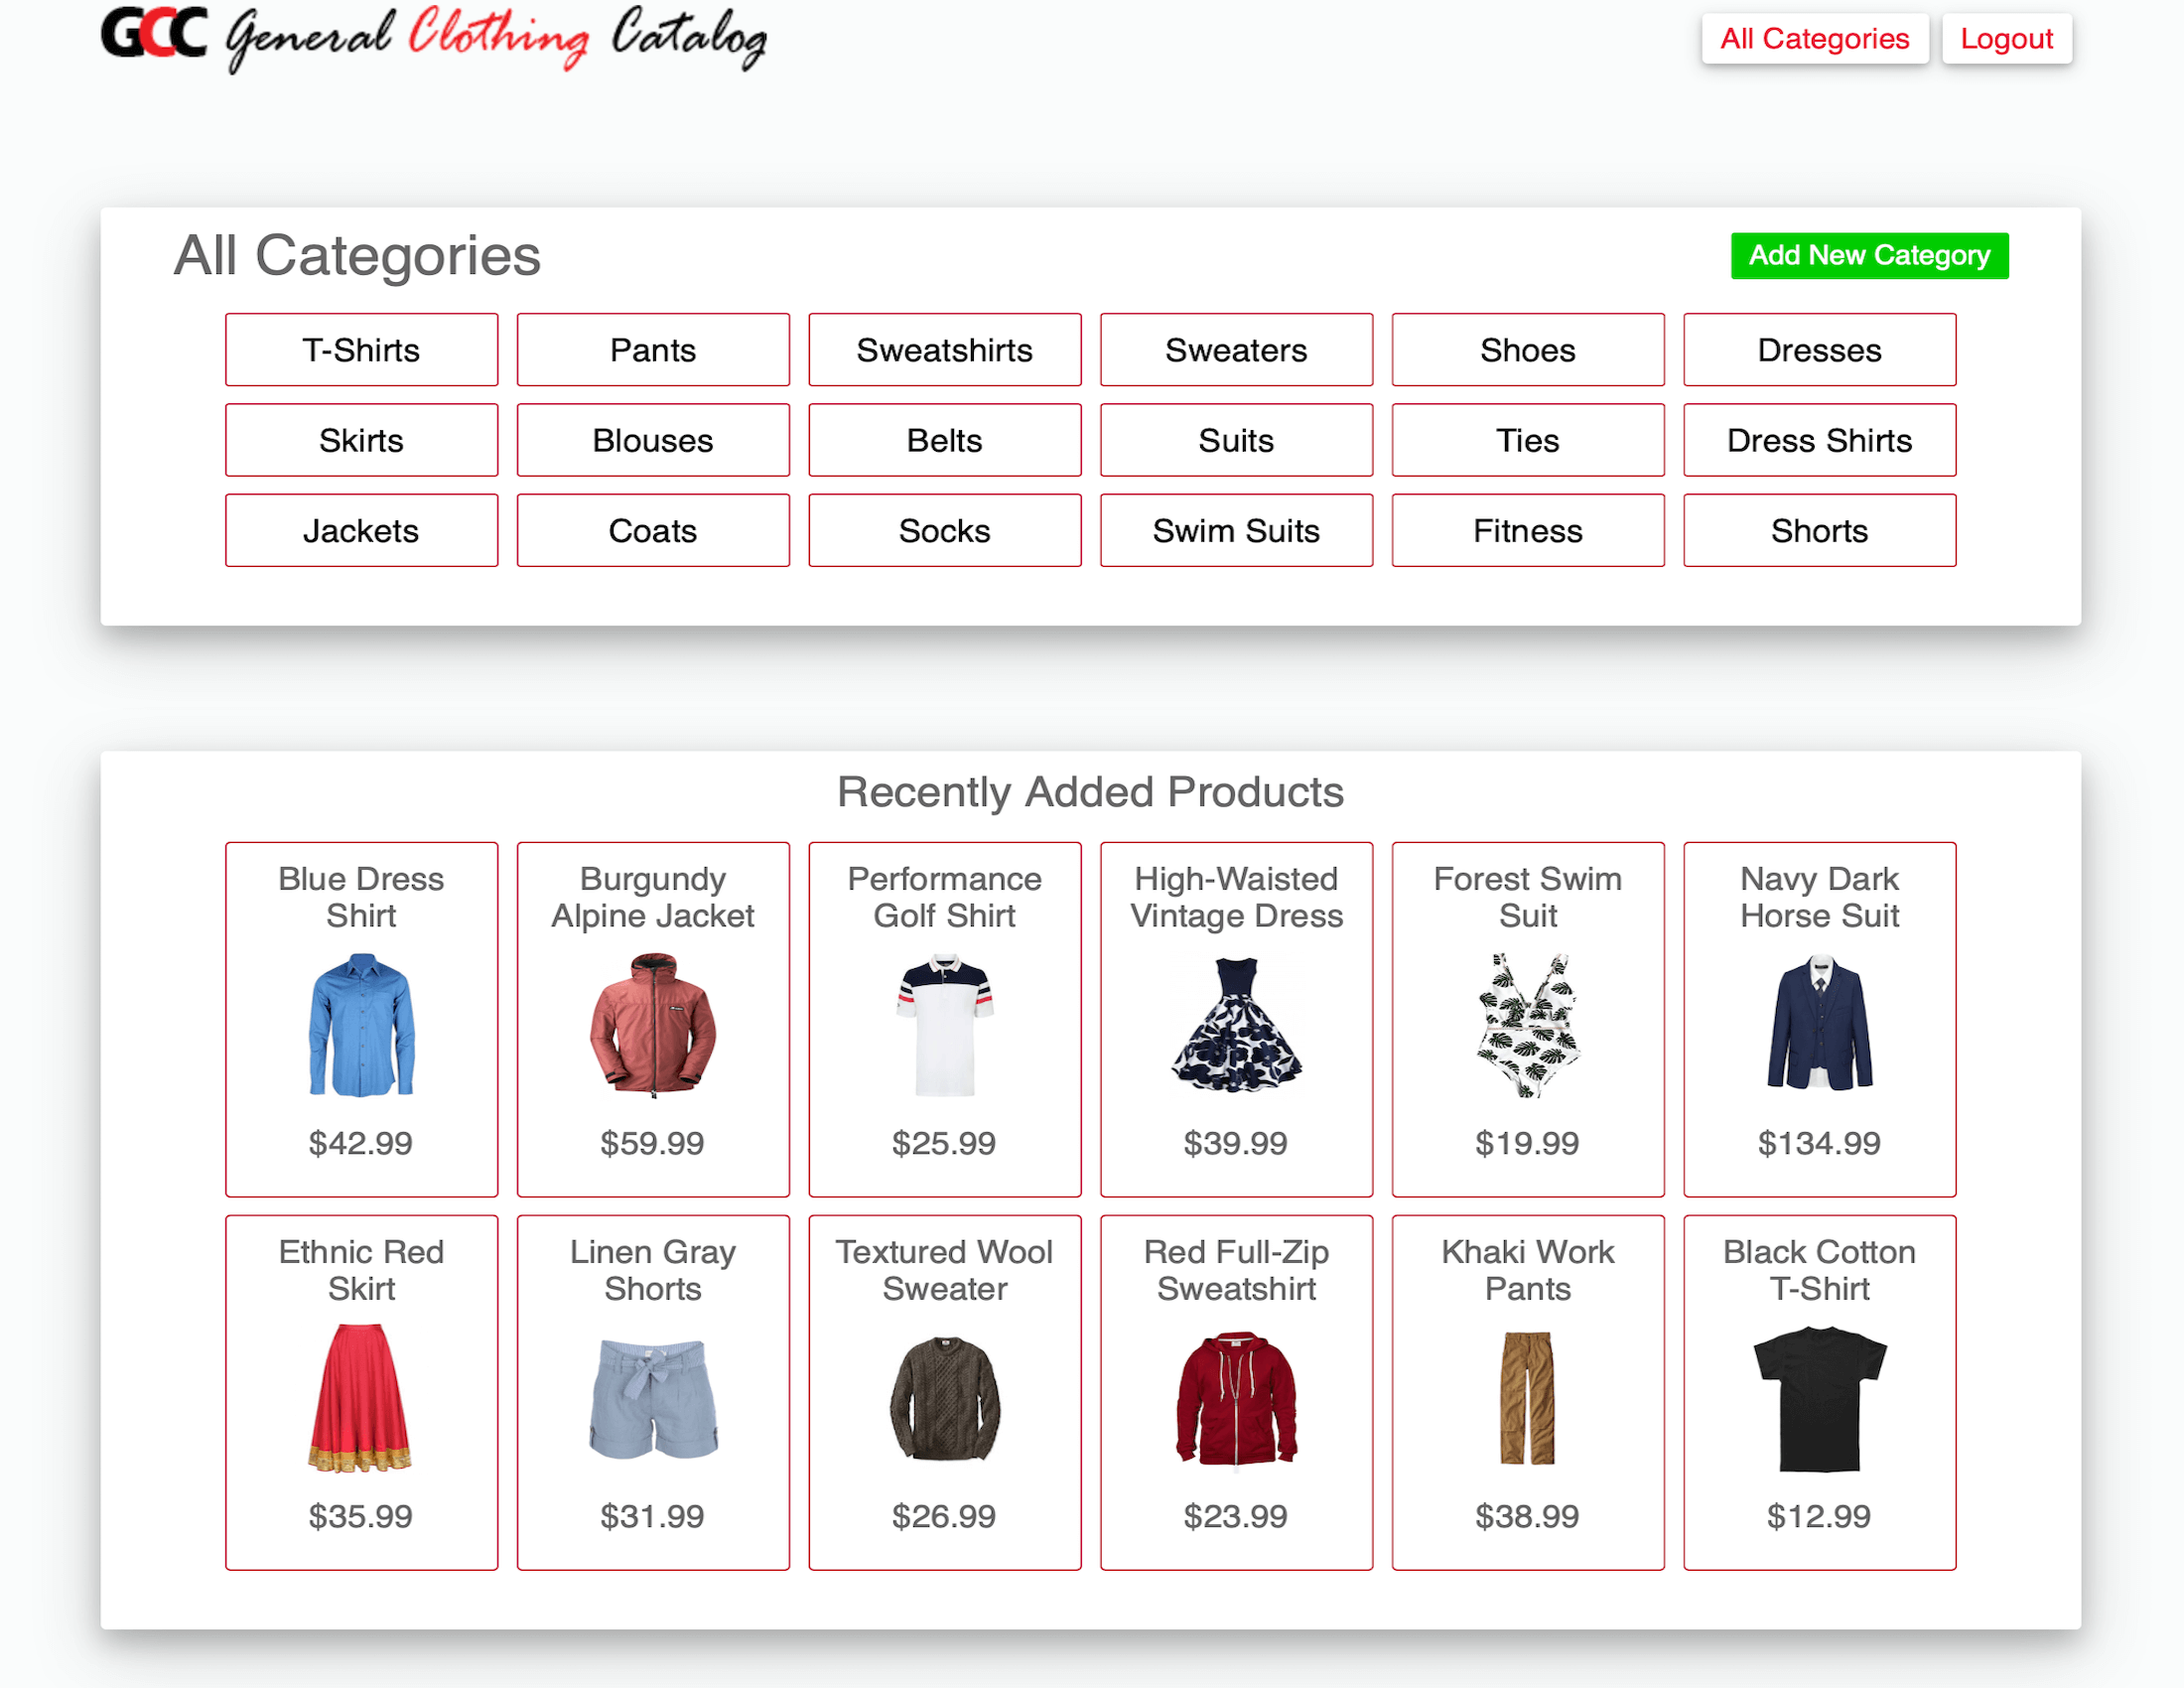 GCC General Clothing Catalog
All Categories
Logout
All Categories
Add New Category
T-Shirts
Pants
Sweatshirts
Sweaters
Shoes
Dresses
Skirts
Blouses
Belts
Suits
Ties
Dress Shirts
Jackets
Coats
Socks
Swim Suits
Fitness
Shorts
Recently Added Products
Blue Dress
Shirt
$42.99
Burgundy
Alpine Jacket
$59.99
Performance
Golf Shirt
$25.99
High-Waisted
Vintage Dress
$39.99
Forest Swim
Suit
$19.99
Navy Dark
Horse Suit
$134.99
Ethnic Red
Skirt
$35.99
Linen Gray
Shorts
$31.99
Textured Wool
Sweater
$26.99
Red Full-Zip
Sweatshirt
$23.99
Khaki Work
Pants
$38.99
Black Cotton
T-Shirt
$12.99